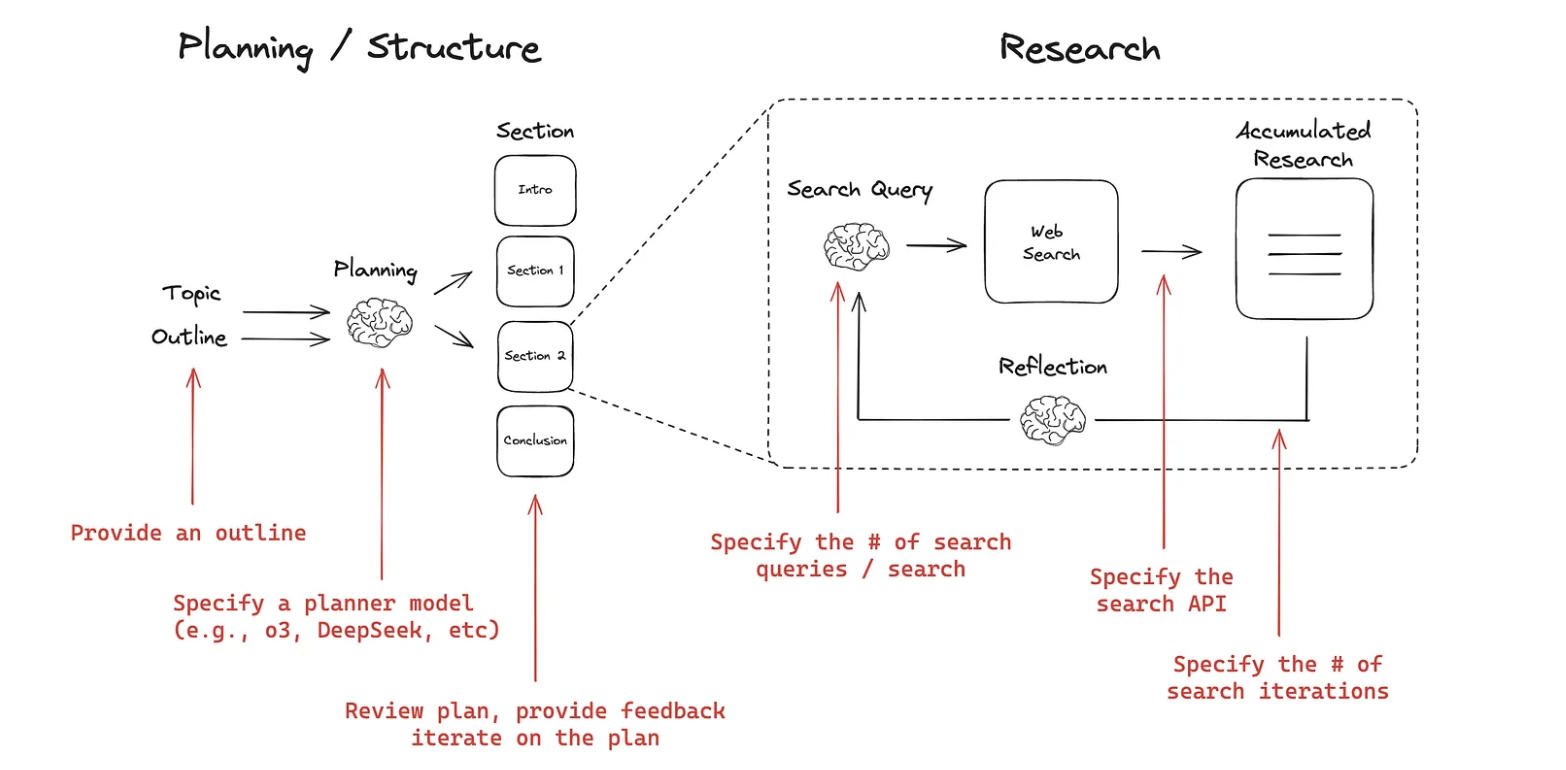 Planning / Structure
Research
Section
Intro
Section 1
Section 2
Conclusion
Planning
Topic
Outline
Search Query
Web
Search
Accumulated
Research
Reflection
Provide an outline
Specify a planner model
(e.g., o3, DeepSeek, etc)
Review plan, provide feedback
iterate on the plan
Specify the # of search
queries / search
Specify the
search API
Specify the # of
search iterations